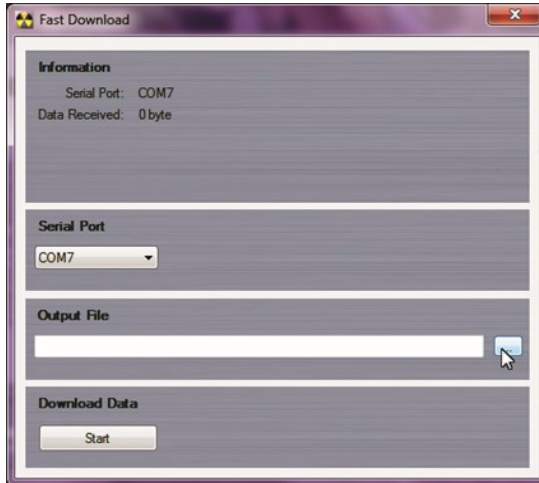 Fast Download
Information
Serial Port: COM7
Data Received: 0 byte
Serial Port
COM7
Output File
...
Download Data
Start